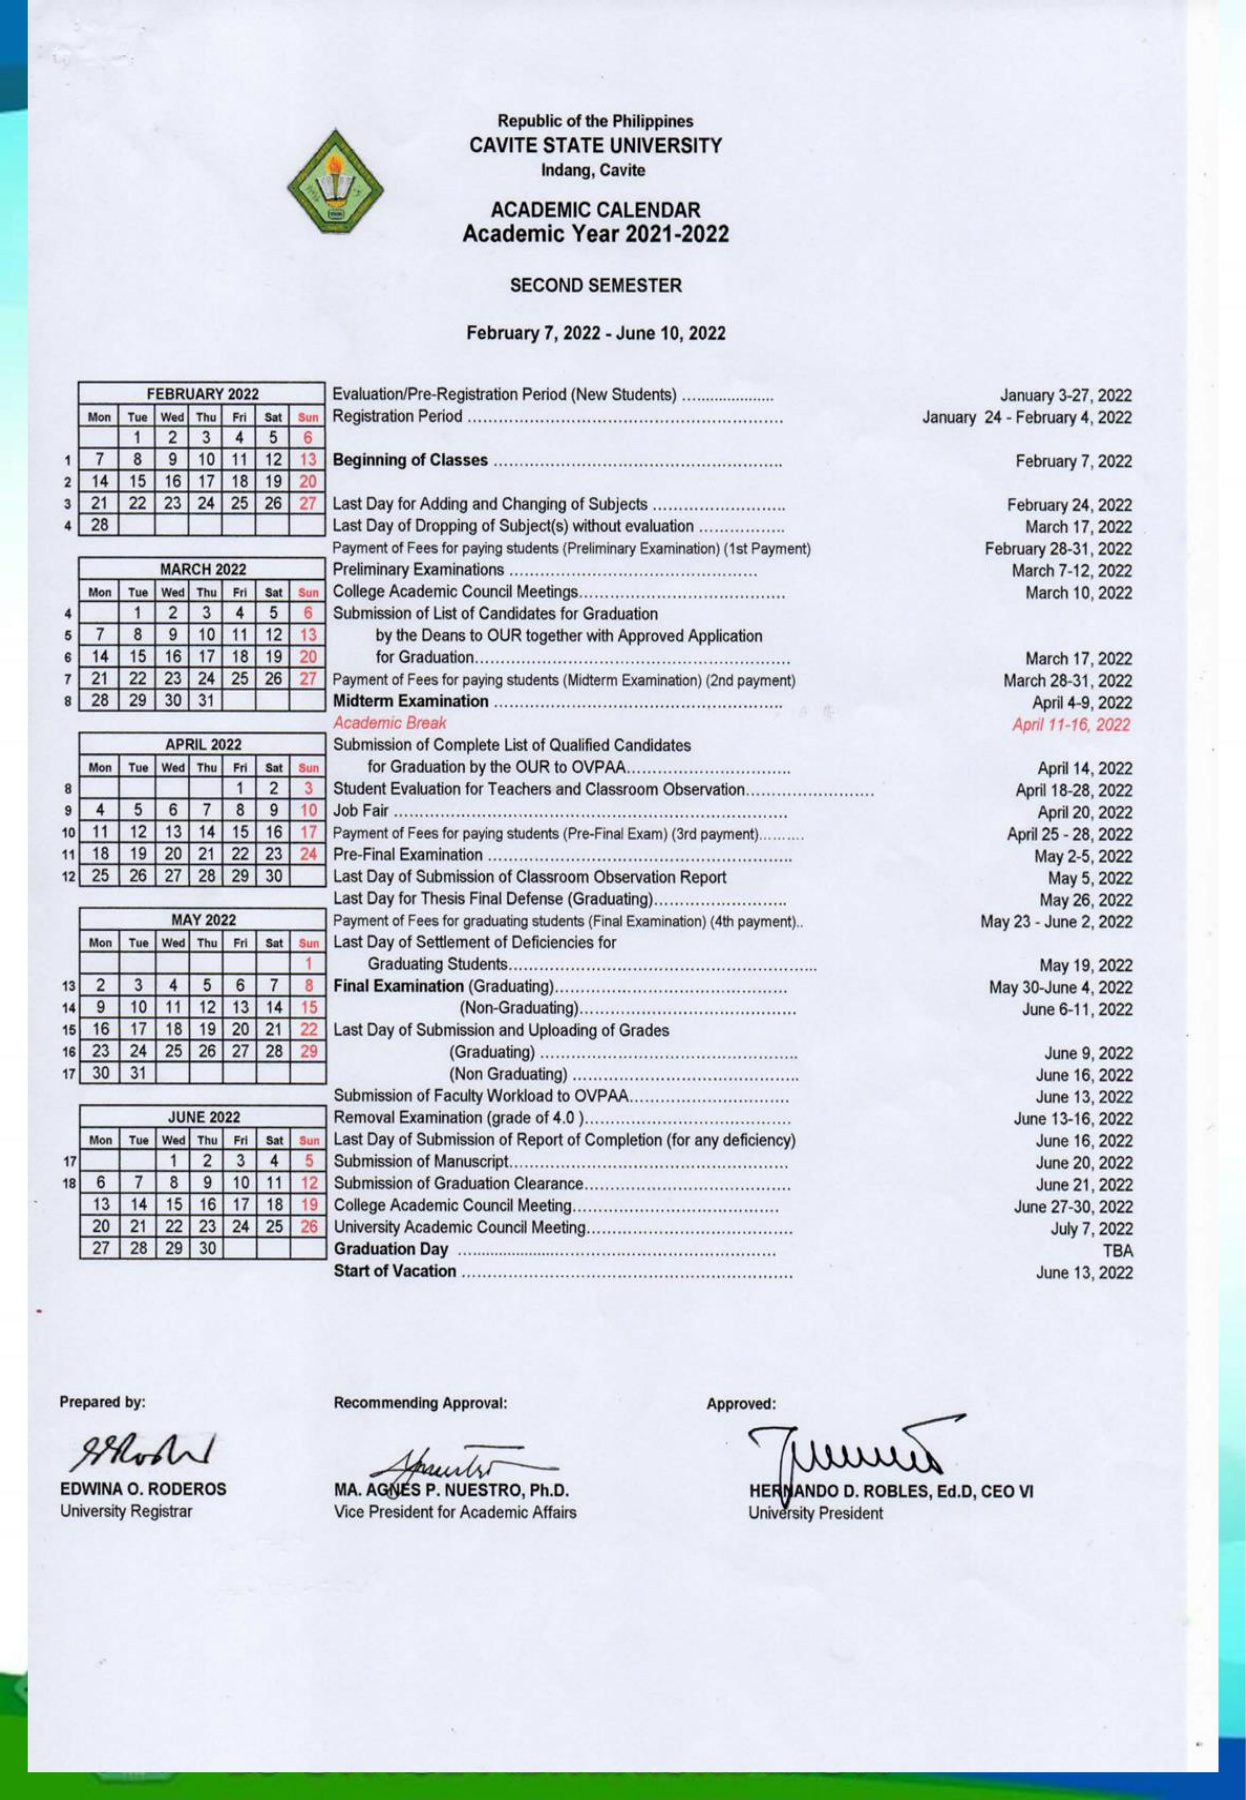 Republic of the Philippines
CAVITE STATE UNIVERSITY
Indang, Cavite
ACADEMIC CALENDAR
Academic Year 2021-2022
SECOND SEMESTER
February 7, 2022 - June 10, 2022
FEBRUARY 2022
Mon Tue Wed Thu Fri Sat Sun
1 2 3 4 5 6
1 7 8 9 10 11 12 13
2 14 15 16 17 18 19 20
3 21 22 23 24 25 26 27
4 28
MARCH 2022
Mon Tue Wed Thu Fri Sat Sun
4 1 2 3 4 5 6
5 7 8 9 10 11 12 13
6 14 15 16 17 18 19 20
7 21 22 23 24 25 26 27
8 28 29 30 31
APRIL 2022
Mon Tue Wed Thu Fri Sat Sun
8 1 2 3
9 4 5 6 7 8 9 10
10 11 12 13 14 15 16 17
11 18 19 20 21 22 23 24
12 25 26 27 28 29 30
MAY 2022
Mon Tue Wed Thu Fri Sat Sun
1
13 2 3 4 5 6 7 8
14 9 10 11 12 13 14 15
15 16 17 18 19 20 21 22
16 23 24 25 26 27 28 29
17 30 31
JUNE 2022
Mon Tue Wed Thu Fri Sat Sun
17 1 2 3 4 5
18 6 7 8 9 10 11 12
13 14 15 16 17 18 19
20 21 22 23 24 25 26
27 28 29 30
Evaluation/Pre-Registration Period (New Students) ..................... January 3-27, 2022
Registration Period ..................... January 24 - February 4, 2022
Beginning of Classes ..................... February 7, 2022
Last Day for Adding and Changing of Subjects ..................... February 24, 2022
Last Day of Dropping of Subject(s) without evaluation ................. March 17, 2022
Payment of Fees for paying students (Preliminary Examination) (1st Payment) February 28-31, 2022
Preliminary Examinations ..................... March 7-12, 2022
College Academic Council Meetings..................... March 10, 2022
Submission of List of Candidates for Graduation
by the Deans to OUR together with Approved Application
for Graduation..................... March 17, 2022
Payment of Fees for paying students (Midterm Examination) (2nd payment) March 28-31, 2022
Midterm Examination ..................... April 4-9, 2022
Academic Break April 11-16, 2022
Submission of Complete List of Qualified Candidates
for Graduation by the OUR to OVPAA..................... April 14, 2022
Student Evaluation for Teachers and Classroom Observation..................... April 18-28, 2022
Job Fair ..................... April 20, 2022
Payment of Fees for paying students (Pre-Final Exam) (3rd payment).......... April 25 - 28, 2022
Pre-Final Examination ..................... May 2-5, 2022
Last Day of Submission of Classroom Observation Report May 5, 2022
Last Day for Thesis Final Defense (Graduating)..................... May 26, 2022
Payment of Fees for graduating students (Final Examination) (4th payment).. May 23 - June 2, 2022
Last Day of Settlement of Deficiencies for
Graduating Students..................... May 19, 2022
Final Examination (Graduating)..................... May 30-June 4, 2022
(Non-Graduating)..................... June 6-11, 2022
Last Day of Submission and Uploading of Grades
(Graduating) ..................... June 9, 2022
(Non Graduating) ..................... June 16, 2022
Submission of Faculty Workload to OVPAA..................... June 13, 2022
Removal Examination (grade of 4.0 )..................... June 13-16, 2022
Last Day of Submission of Report of Completion (for any deficiency) June 16, 2022
Submission of Manuscript..................... June 20, 2022
Submission of Graduation Clearance..................... June 21, 2022
College Academic Council Meeting..................... June 27-30, 2022
University Academic Council Meeting..................... July 7, 2022
Graduation Day ..................... TBA
Start of Vacation ..................... June 13, 2022
Prepared by:
EDWINA O. RODEROS
University Registrar
Recommending Approval:
MA. AGNES P. NUESTRO, Ph.D.
Vice President for Academic Affairs
Approved:
HERNANDO D. ROBLES, Ed.D, CEO VI
University President